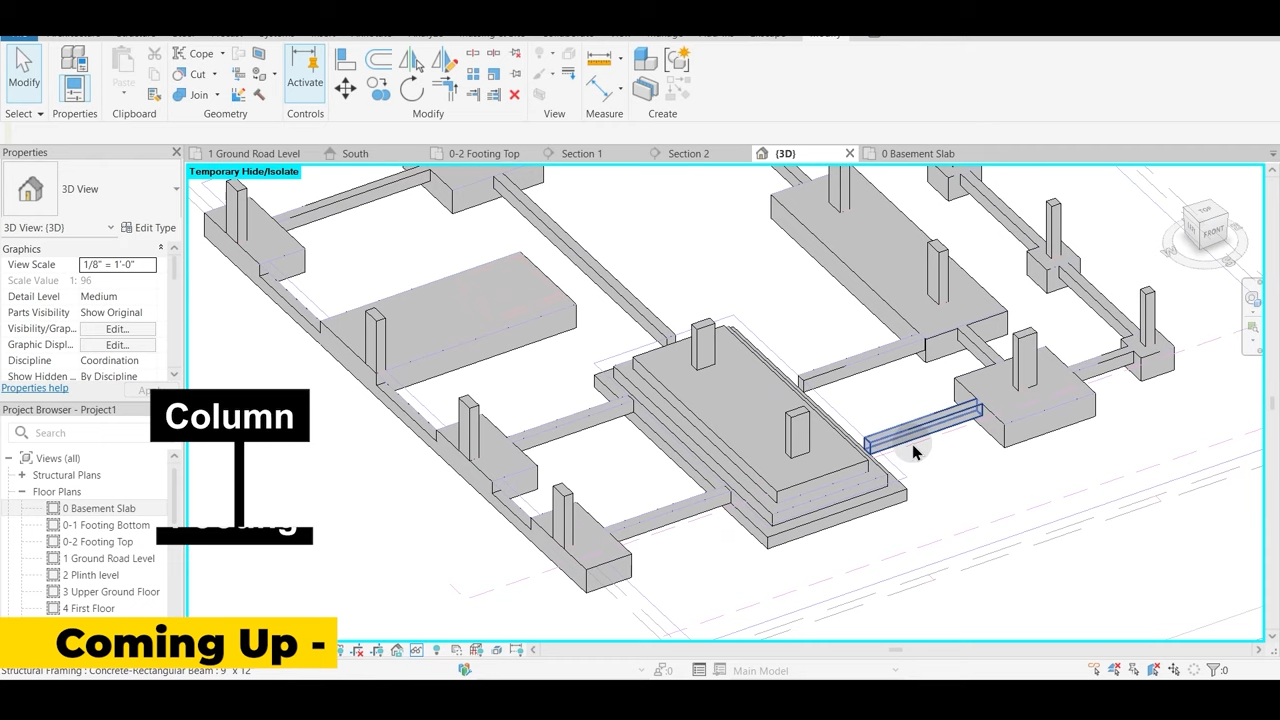 Modify
Select
Properties
Paste
Clipboard
Cope
Cut
Join
Geometry
Activate
Controls
Modify
View
Measure
Create
Properties
1 Ground Road Level
South
0-2 Footing Top
Section 1
Section 2
(3D)
0 Basement Slab
Temporary Hide/Isolate
3D View
3D View: {3D}
Edit Type
Graphics
View Scale
1/8" = 1'-0"
Scale Value 1: 96
Detail Level Medium
Parts Visibility Show Original
Visibility/Grap... Edit...
Graphic Displ... Edit...
Discipline Coordination
Show Hidden By Discipline
Properties help
Project Browser - Project1
Search
Views (all)
Structural Plans
Floor Plans
0 Basement Slab
0-1 Footing Bottom
0-2 Footing Top
1 Ground Road Level
2 Plinth level
3 Upper Ground Floor
4 First Floor
TOP
FRONT
Column
Coming Up -
Structural Framing : Concrete-Rectangular Beam : 9" x 12"
:0
Main Model
:0